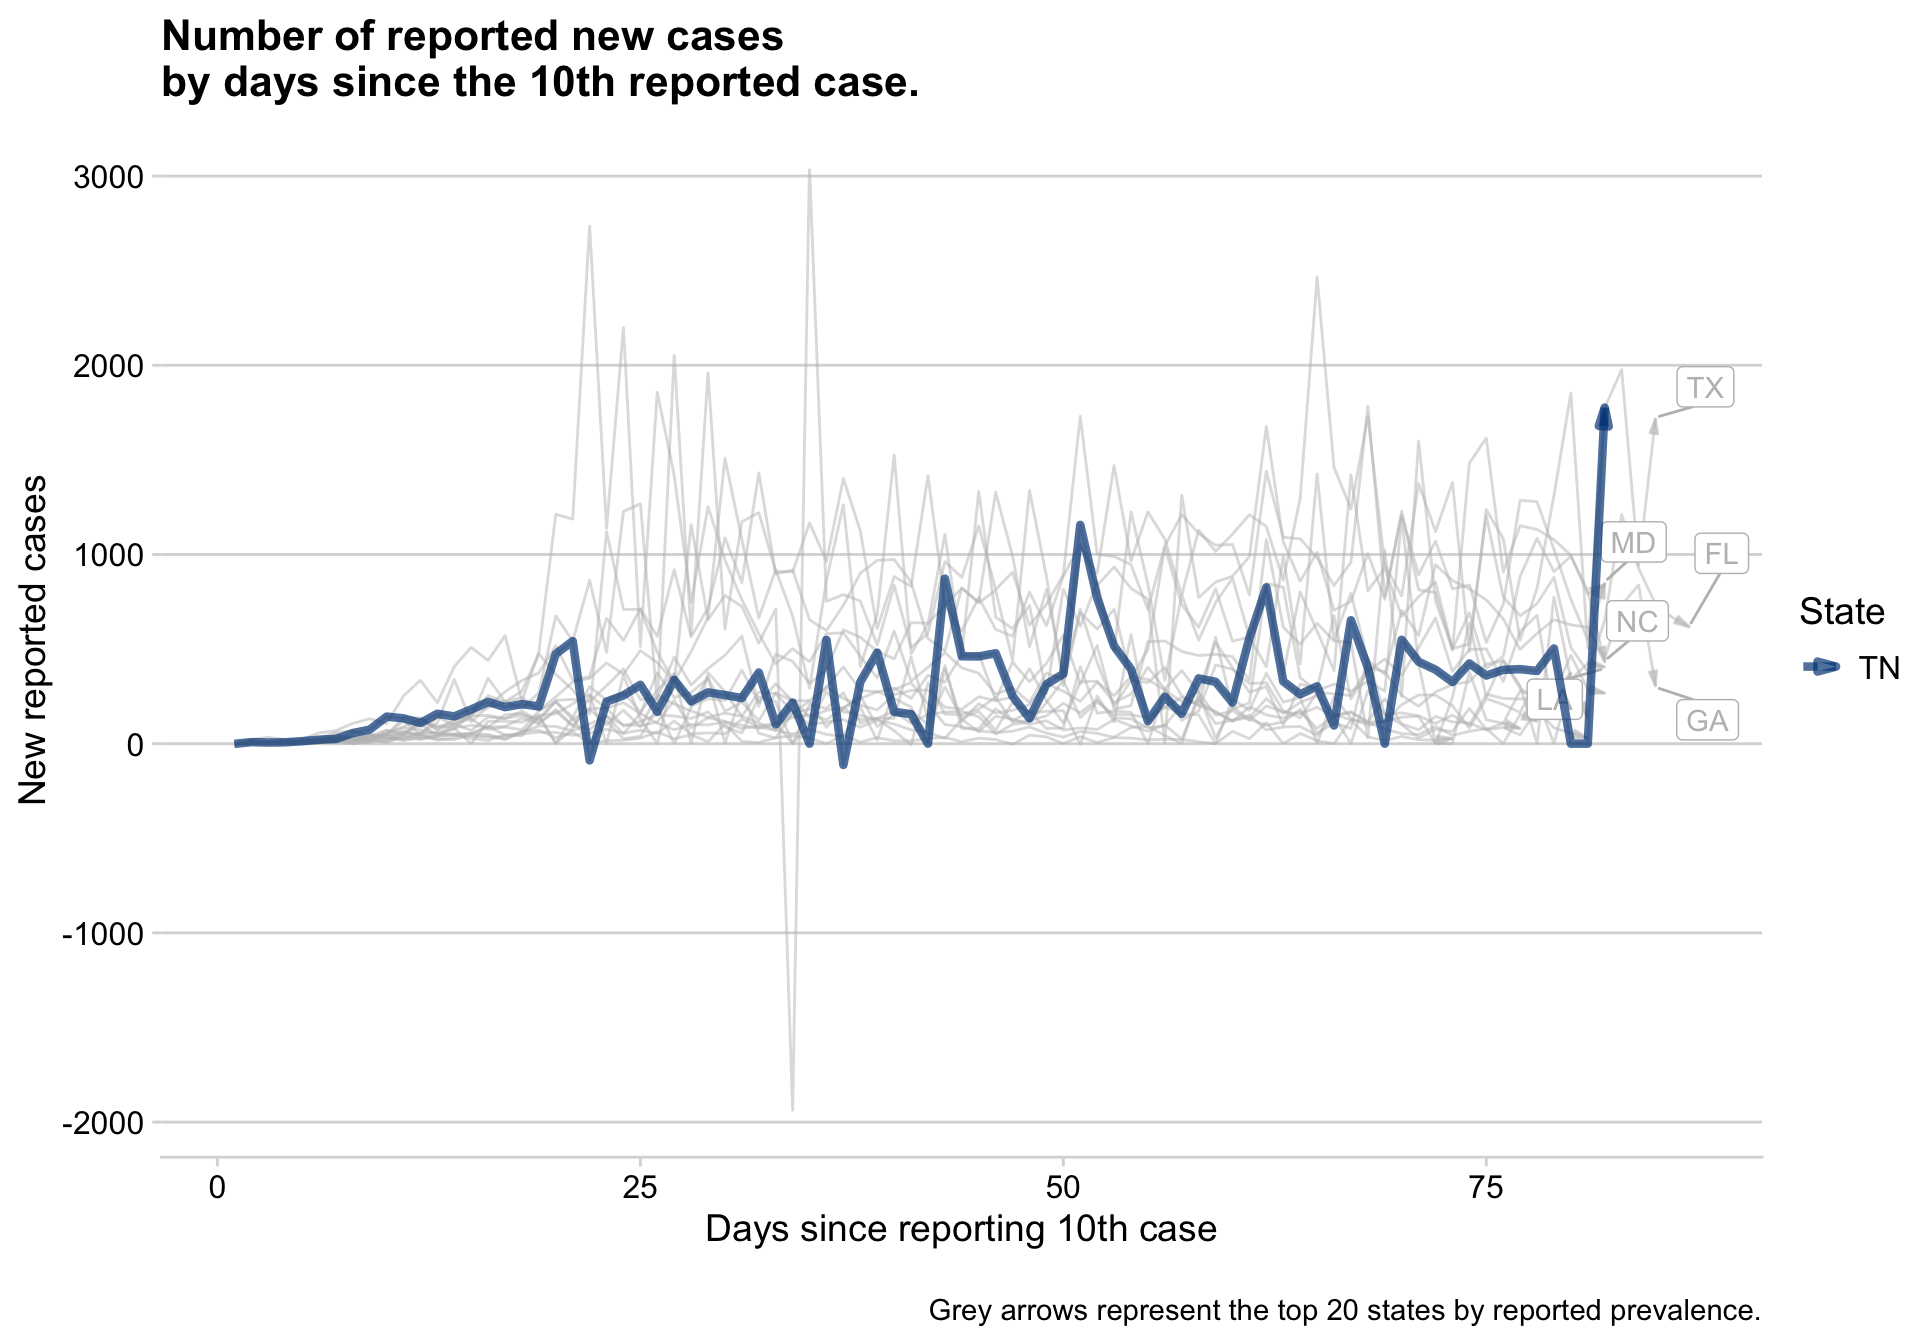 Number of reported new cases
by days since the 10th reported case.
New reported cases
3000
2000
1000
0
-1000
-2000
TX
MD
FL
NC
LA
GA
State
TN
0
25
50
75
Days since reporting 10th case
Grey arrows represent the top 20 states by reported prevalence.